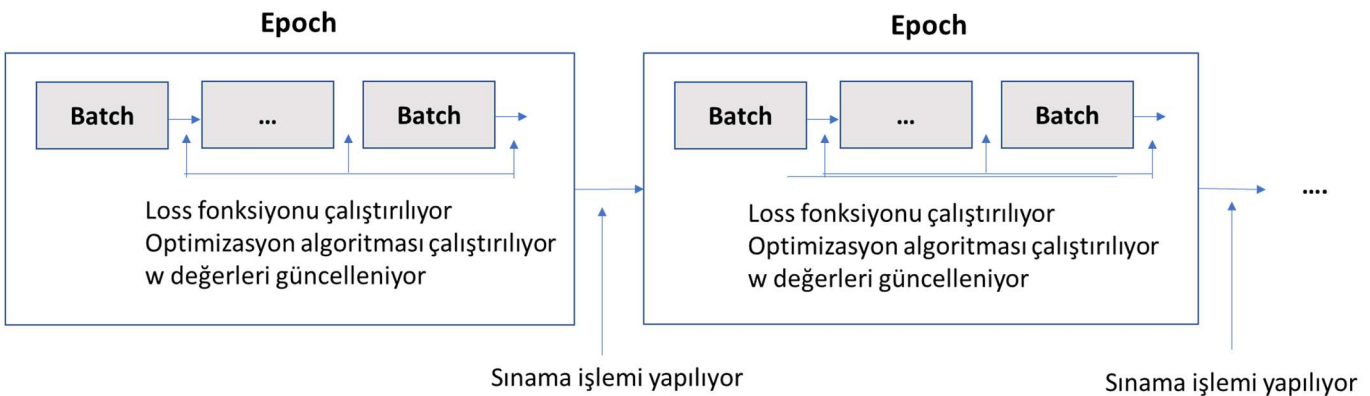 Epoch
Batch
...
Batch
Loss fonksiyonu çalıştırılıyor
Optimizasyon algoritması çalıştırılıyor
w değerleri güncelleniyor
Sınama işlemi yapılıyor
Epoch
Batch
...
Batch
Loss fonksiyonu çalıştırılıyor
Optimizasyon algoritması çalıştırılıyor
w değerleri güncelleniyor
Sınama işlemi yapılıyor
....